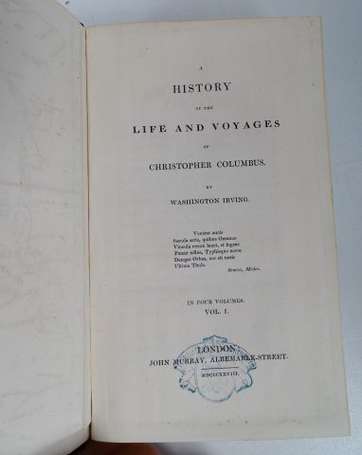 A
HISTORY
OF THE
LIFE AND VOYAGES
OF
CHRISTOPHER COLUMBUS.
BY
WASHINGTON IRVING.
Venient annis
Sæcula seris, quibus Oceanus
Vincula rerum laxet, et ingens
Pateat tellus, Typhisque novos
Detegat Orbes, nec sit terris
Ultima Thule.
Seneca, Medea.
IN FOUR VOLUMES.
VOL. I.
LONDON
JOHN MURRAY, ALBEMARLE-STREET.
MDCCCXXVIII.